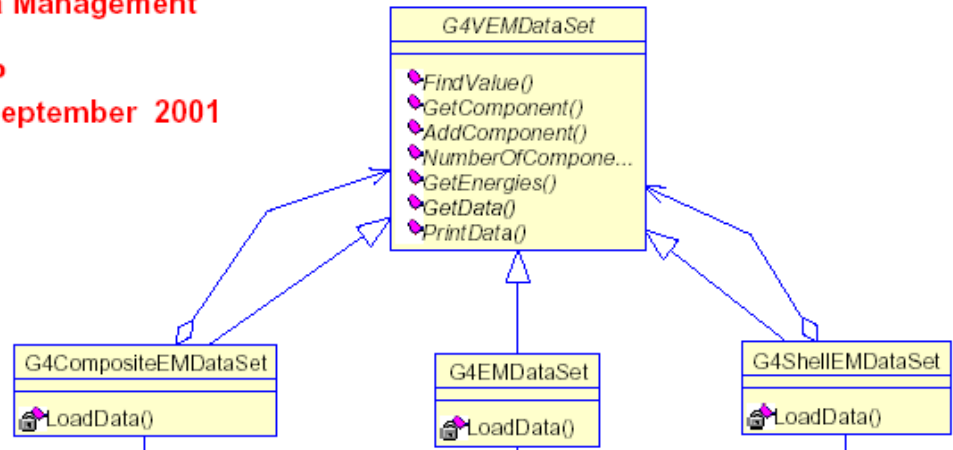 Management
eptember 2001
G4VEMDataSet
FindValue()
GetComponent()
AddComponent()
NumberOfCompone...
GetEnergies()
GetData()
PrintData()
G4CompositeEMDataSet
LoadData()
G4EMDataSet
LoadData()
G4ShellEMDataSet
LoadData()